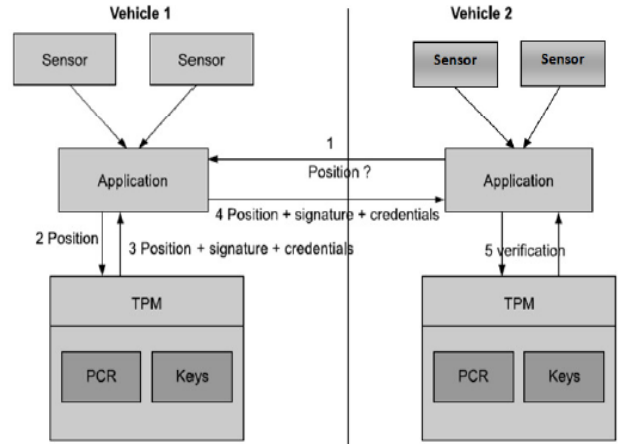 Vehicle 1
Vehicle 2
Sensor
Sensor
Sensor
Sensor
1
Position ?
Application
Application
4 Position + signature + credentials
2 Position
3 Position + signature + credentials
5 verification
TPM
TPM
PCR
Keys
PCR
Keys